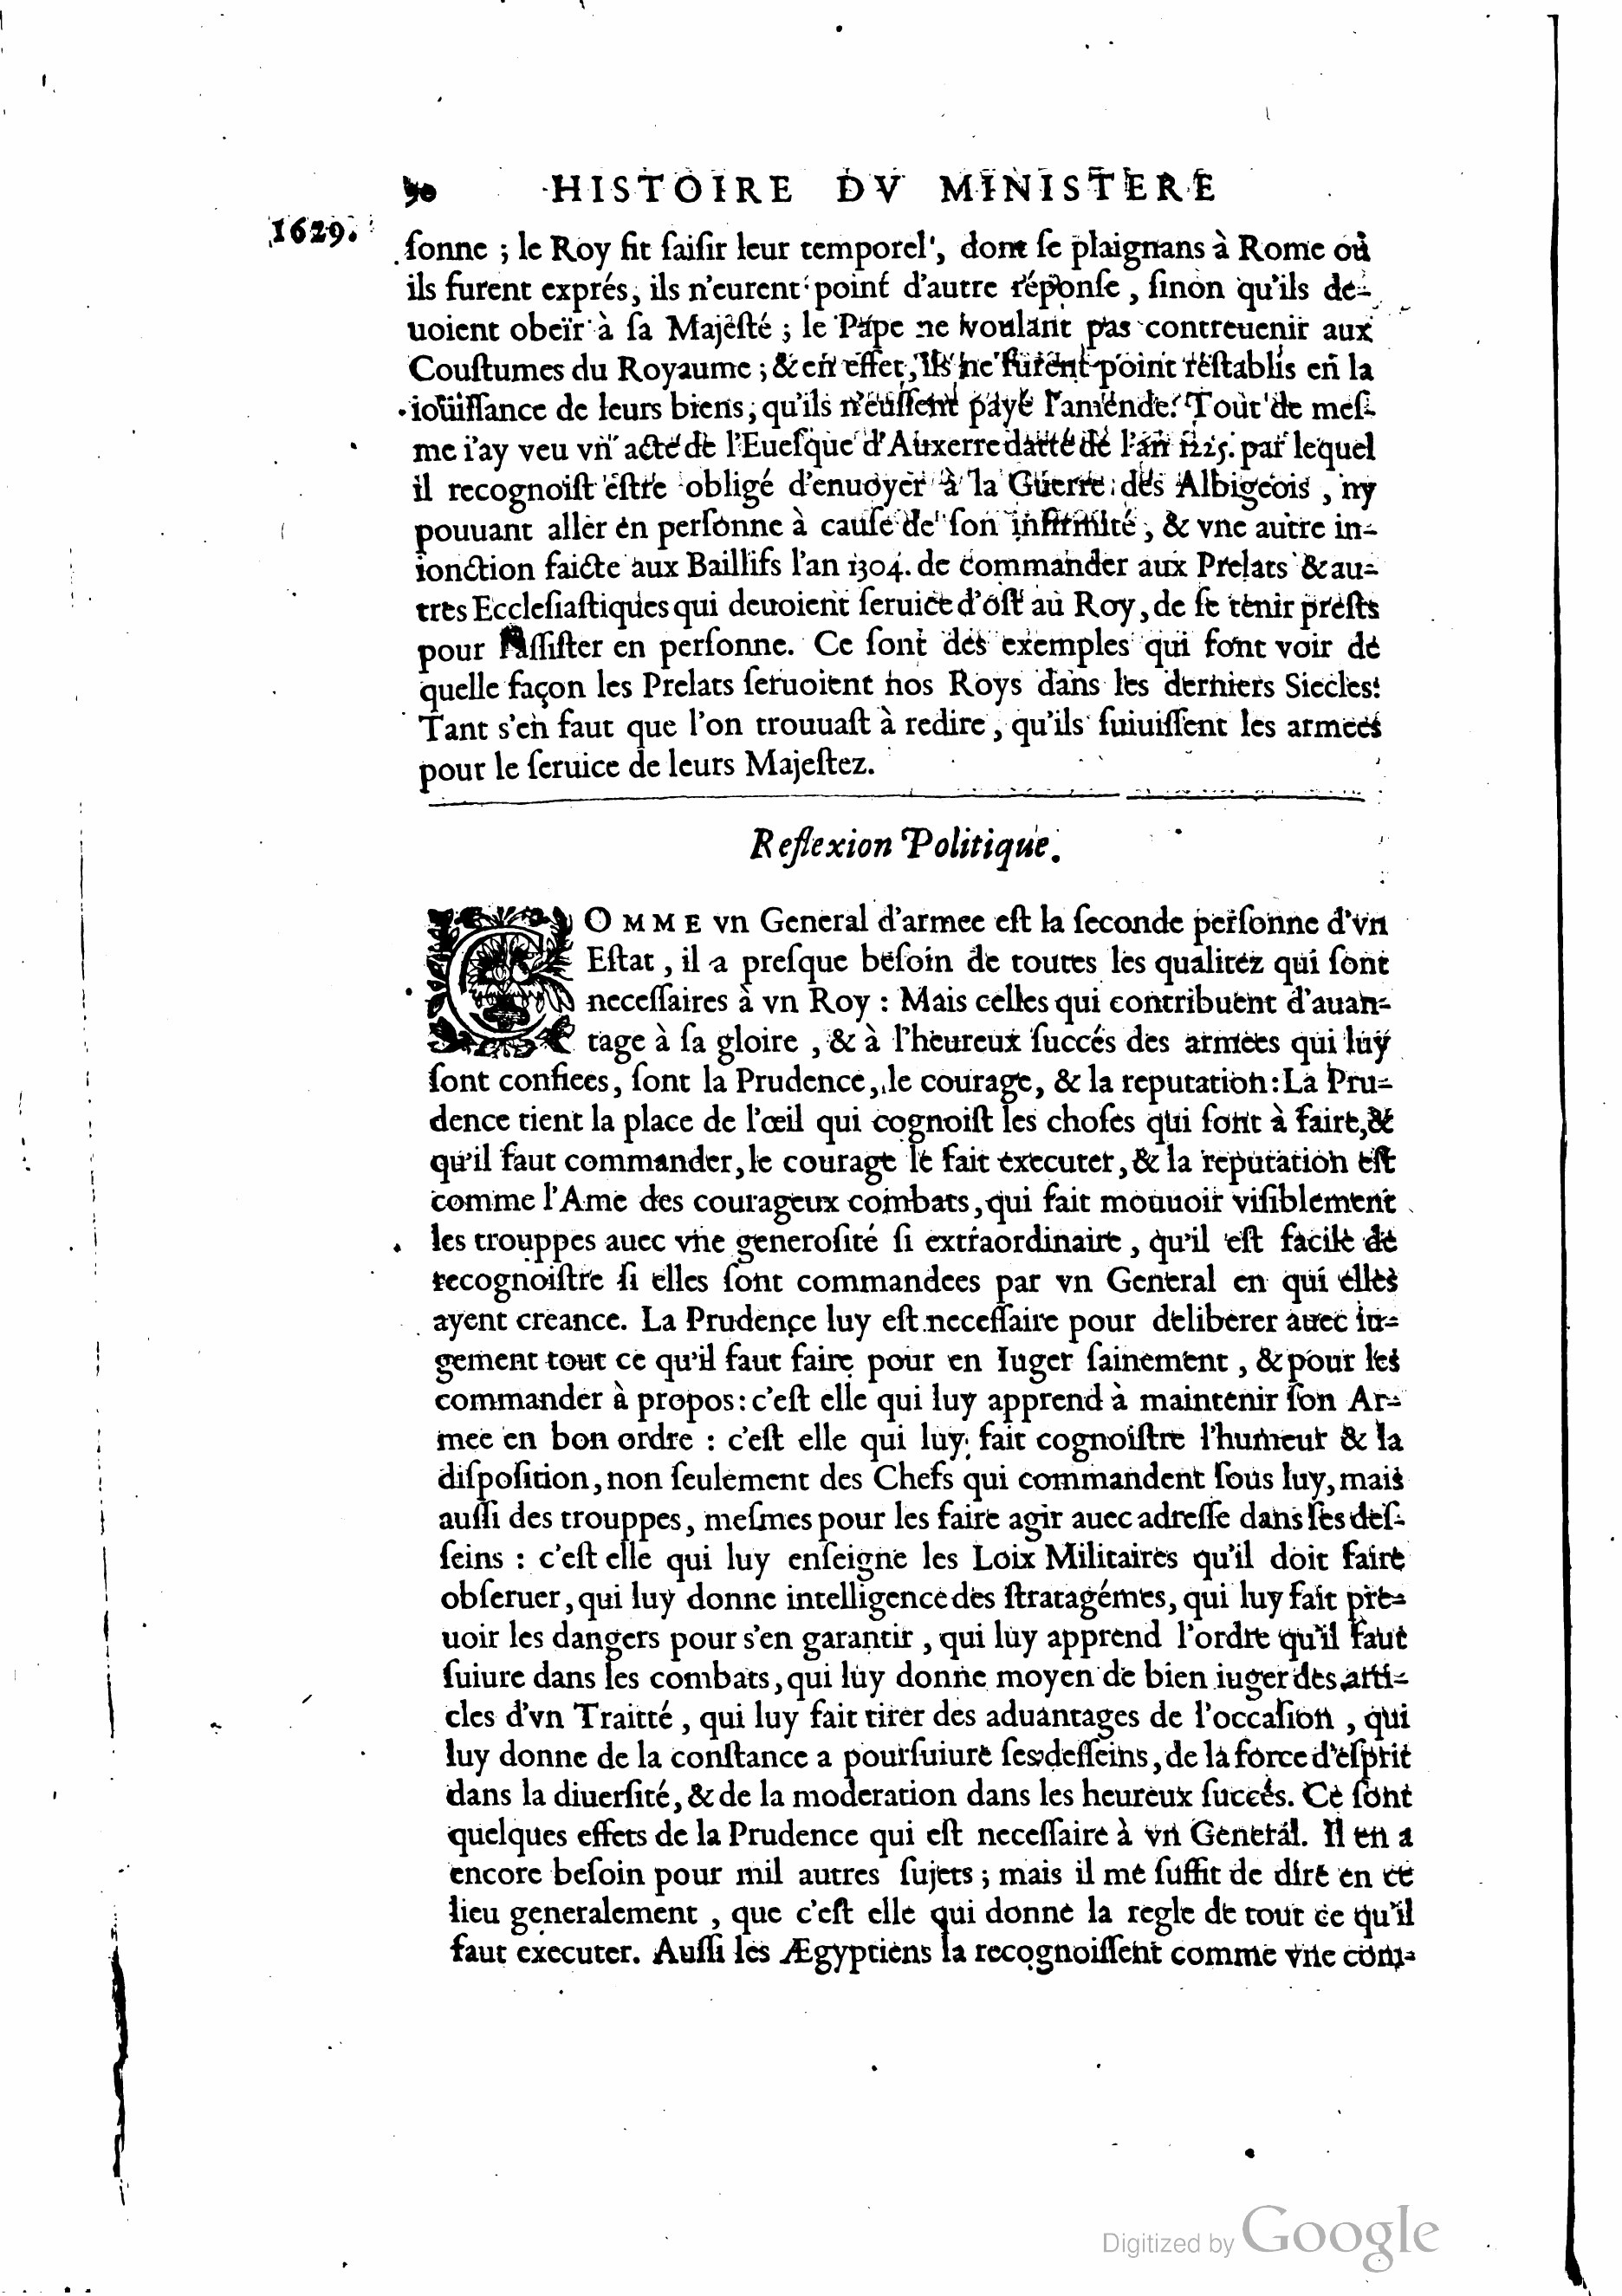 90 HISTOIRE DV MINISTERE
1629.
ſonne ; le Roy fit ſaiſir leur temporel, dont ſe plaignans à Rome où
ils furent exprés, ils n'eurent point d'autre réponſe, ſinon qu'ils de-
uoient obeïr à ſa Majeſté ; le Pape ne voulant pas contreuenir aux
Couſtumes du Royaume ; & en effet, ils ne furent point reſtablis en la
ioüiſſance de leurs biens, qu'ils n'euſſent payé l'amende. Tout de meſ-
me i'ay veu vn acte de l'Eueſque d'Auxerre datté de l'an par lequel
il recognoiſt eſtre obligé d'enuoyer à la Guerre des Albigeois, ny
pouuant aller en perſonne à cauſe de ſon infirmité, & vne autre in-
ionction faicte aux Baillifs l'an 1304. de commander aux Prelats & au-
tres Eccleſiaſtiques qui deuoient ſeruice d'oſt au Roy, de ſe tenir preſts
pour l'aſſiſter en perſonne. Ce ſont des exemples qui font voir de
quelle façon les Prelats ſeruoient nos Roys dans les derniers Siecles:
Tant s'en faut que l'on trouuaſt à redire, qu'ils ſuiuiſſent les armees
pour le ſeruice de leurs Majeſtez.
Reflexion Politique.
COMME vn General d'armee eſt la ſeconde perſonne d'vn
Eſtat, il a preſque beſoin de toutes les qualitez qui ſont
neceſſaires à vn Roy : Mais celles qui contribuent d'auan-
tage à ſa gloire, & à l'heureux ſuccés des armees qui luy
ſont confiees, ſont la Prudence, le courage, & la reputation: La Pru-
dence tient la place de l'œil qui cognoiſt les choſes qui ſont à faire, &
qu'il faut commander, le courage le fait executer, & la reputation eſt
comme l'Ame des courageux combats, qui fait mouuoir viſiblement
les trouppes auec vne generoſité ſi extraordinaire, qu'il eſt facile de
recognoiſtre ſi elles ſont commandees par vn General en qui elles
ayent creance. La Prudence luy eſt neceſſaire pour deliberer auec iu-
gement tout ce qu'il faut faire pour en Iuger ſainement, & pour les
commander à propos: c'eſt elle qui luy apprend à maintenir ſon Ar-
mee en bon ordre : c'eſt elle qui luy fait cognoiſtre l'humeur & la
diſpoſition, non ſeulement des Chefs qui commandent ſous luy, mais
auſſi des trouppes, meſmes pour les faire agir auec adreſſe dans ſes deſ-
ſeins : c'eſt elle qui luy enſeigne les Loix Militaires qu'il doit faire
obſeruer, qui luy donne intelligence des ſtratagémes, qui luy fait pre-
uoir les dangers pour s'en garantir, qui luy apprend l'ordre qu'il faut
ſuiure dans les combats, qui luy donne moyen de bien iuger des arti-
cles d'vn Traitté, qui luy fait tirer des aduantages de l'occaſion, qui
luy donne de la conſtance a pourſuiure ſes deſſeins, de la force d'eſprit
dans la diuerſité, & de la moderation dans les heureux ſuccés. Ce ſont
quelques effets de la Prudence qui eſt neceſſaire à vn General. Il en a
encore beſoin pour mil autres ſujets ; mais il me ſuffit de dire en ce
lieu generalement, que c'eſt elle qui donne la regle de tout ce qu'il
faut executer. Auſſi les Ægyptiens la recognoiſſent comme vne com-
Digitized by Google